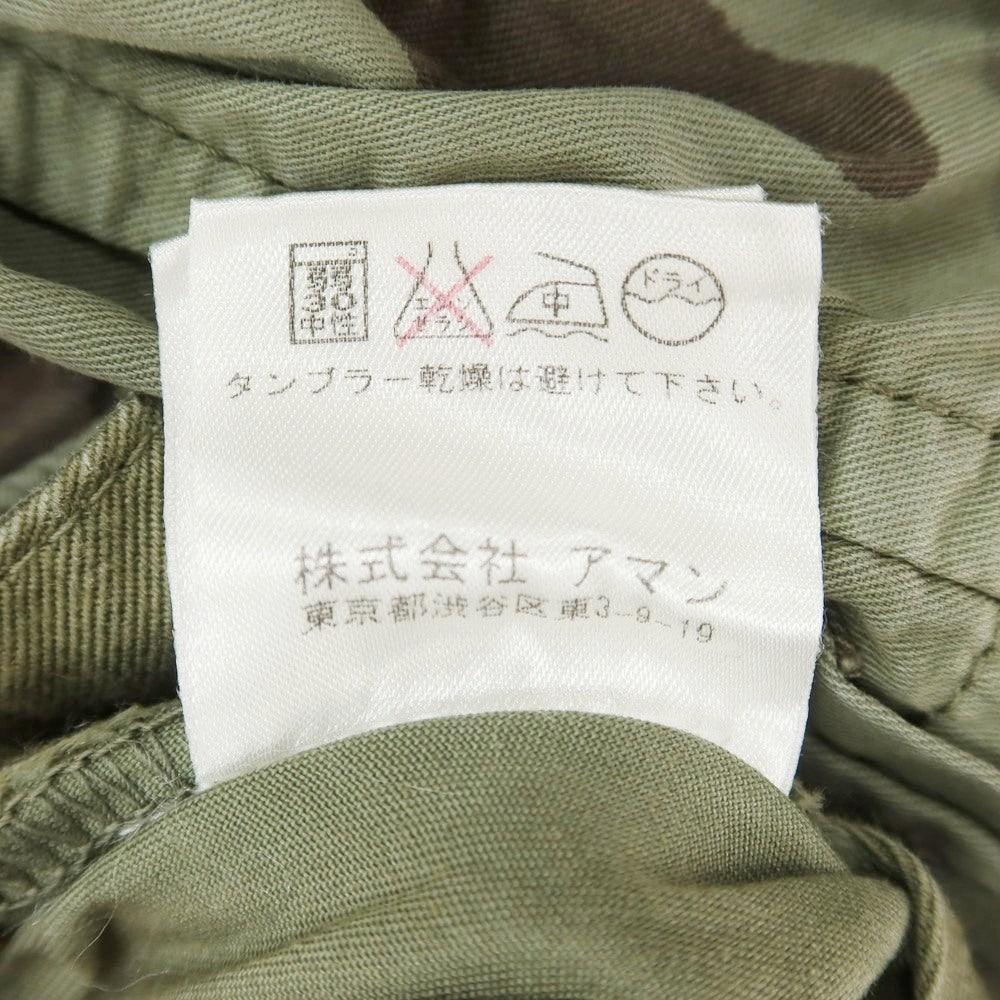 弱
30
中性
エンソ
サラシ
中
ドライ
タンブラー乾燥は避けて下さい。
株式会社 アマン
東京都渋谷区東3-9-19